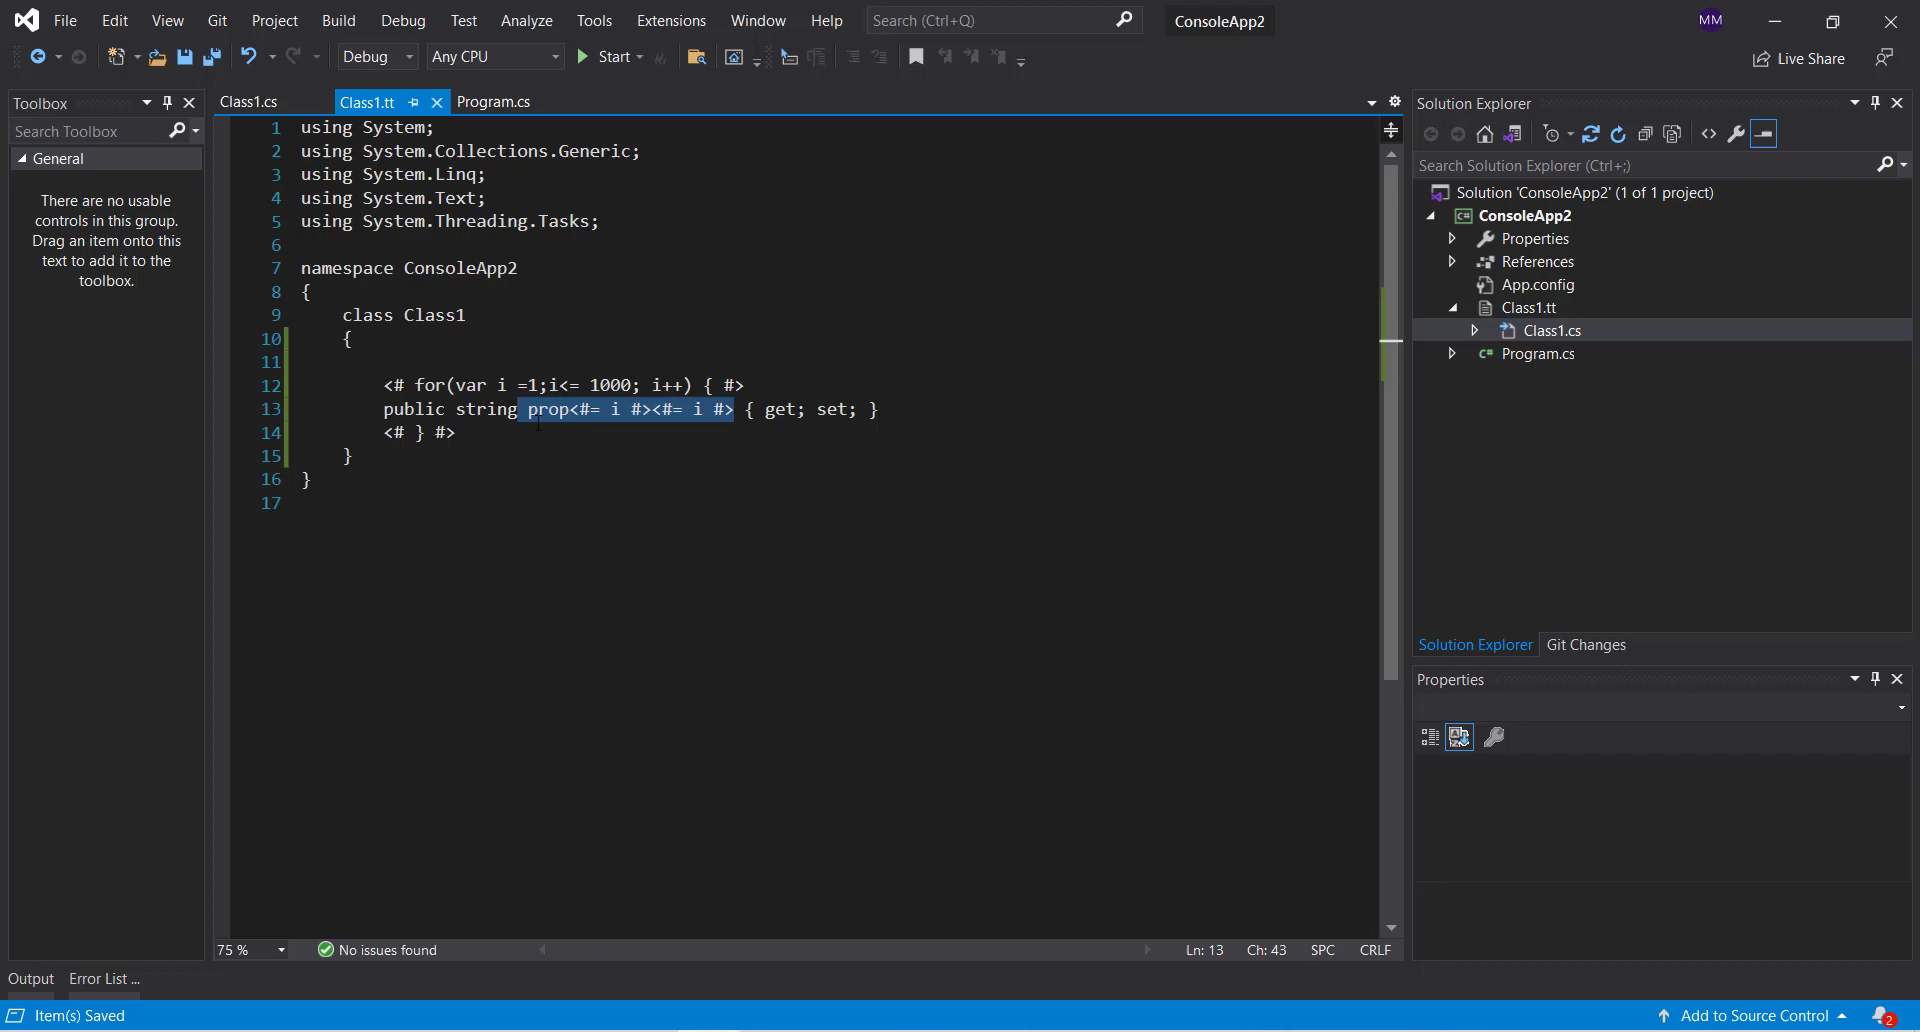 File Edit View Git Project Build Debug Test Analyze Tools Extensions Window Help Search (Ctrl+Q) ConsoleApp2 MM
Debug Any CPU Start Live Share
Toolbox
Search Toolbox
General
There are no usable
controls in this group.
Drag an item onto this
text to add it to the
toolbox.
Class1.cs Class1.tt Program.cs
1 using System;
2 using System.Collections.Generic;
3 using System.Linq;
4 using System.Text;
5 using System.Threading.Tasks;
6
7 namespace ConsoleApp2
8 {
9 class Class1
10 {
11
12 <# for(var i =1;i<= 1000; i++) { #>
13 public string prop<#= i #><#= i #> { get; set; }
14 <# } #>
15 }
16 }
17
75 % No issues found Ln: 13 Ch: 43 SPC CRLF
Solution Explorer
Search Solution Explorer (Ctrl+;)
Solution 'ConsoleApp2' (1 of 1 project)
C# ConsoleApp2
Properties
References
App.config
Class1.tt
Class1.cs
C# Program.cs
Solution Explorer Git Changes
Properties
Output Error List ...
Item(s) Saved Add to Source Control 2